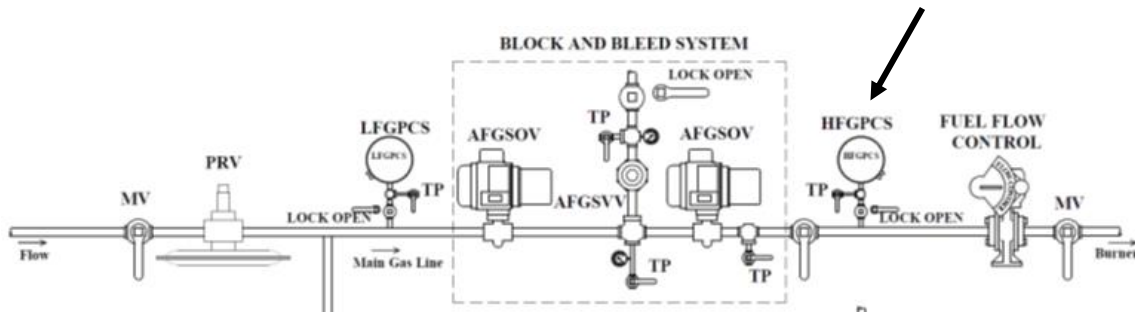 BLOCK AND BLEED SYSTEM
LOCK OPEN
TP
LFGPCS
AFGSOV
AFGSOV
HFGPCS
FUEL FLOW
CONTROL
PRV
LFGPCS
HFGPCS
TP
TP
MV
AFGSVV
MV
LOCK OPEN
LOCK OPEN
Flow
Main Gas Line
TP
TP
Burner